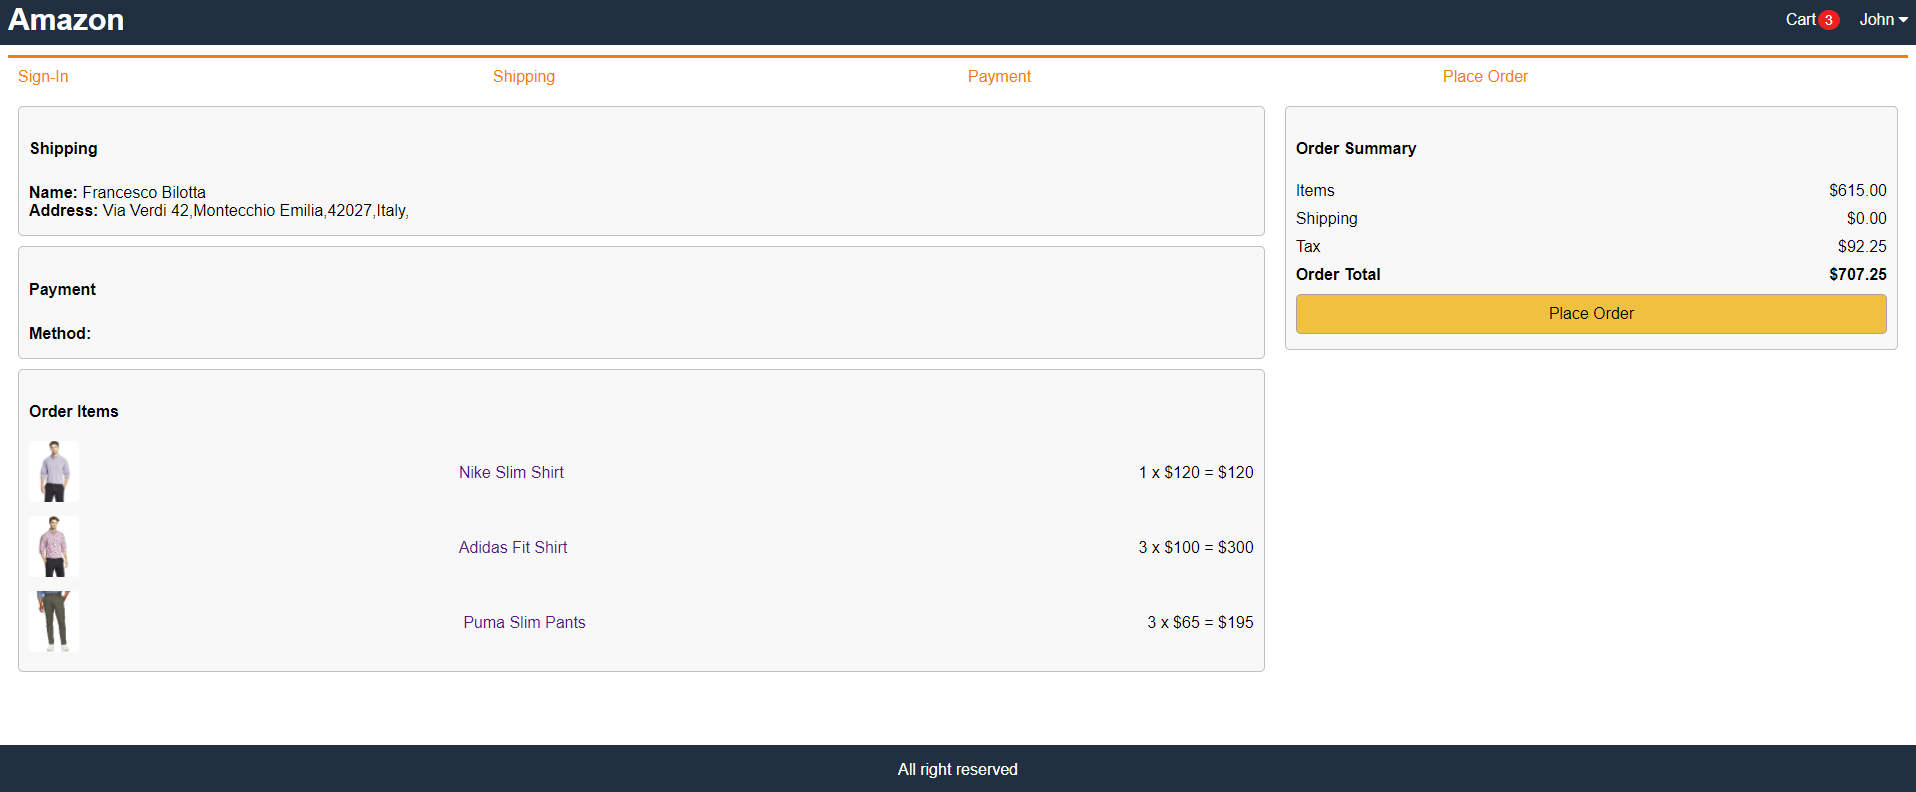 Amazon
Cart 3 John
Sign-In Shipping Payment Place Order
Shipping
Name: Francesco Bilotta
Address: Via Verdi 42,Montecchio Emilia,42027,Italy,
Payment
Method:
Order Items
Nike Slim Shirt 1 x $120 = $120
Adidas Fit Shirt 3 x $100 = $300
Puma Slim Pants 3 x $65 = $195
Order Summary
Items $615.00
Shipping $0.00
Tax $92.25
Order Total $707.25
Place Order
All right reserved